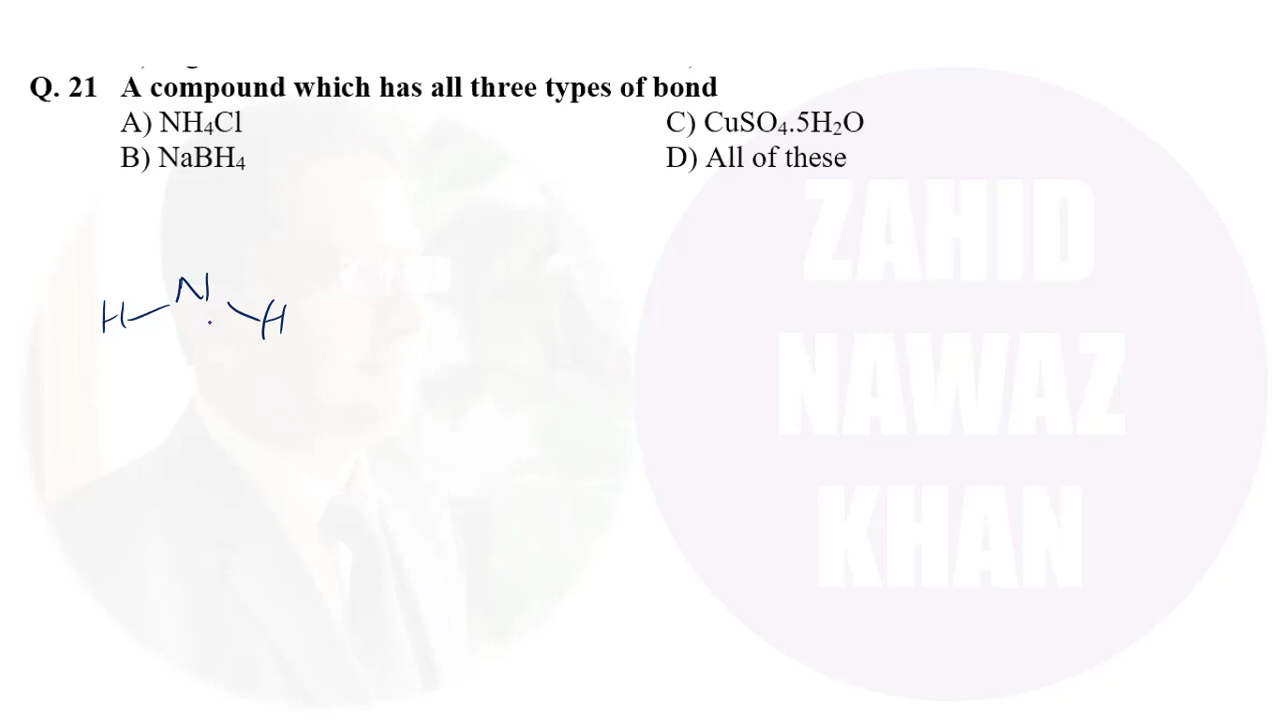 Q. 21 A compound which has all three types of bond
A) NH₄Cl
C) CuSO₄.5H₂O
B) NaBH₄
D) All of these
ZAHID
NAWAZ
KHAN
N
H H